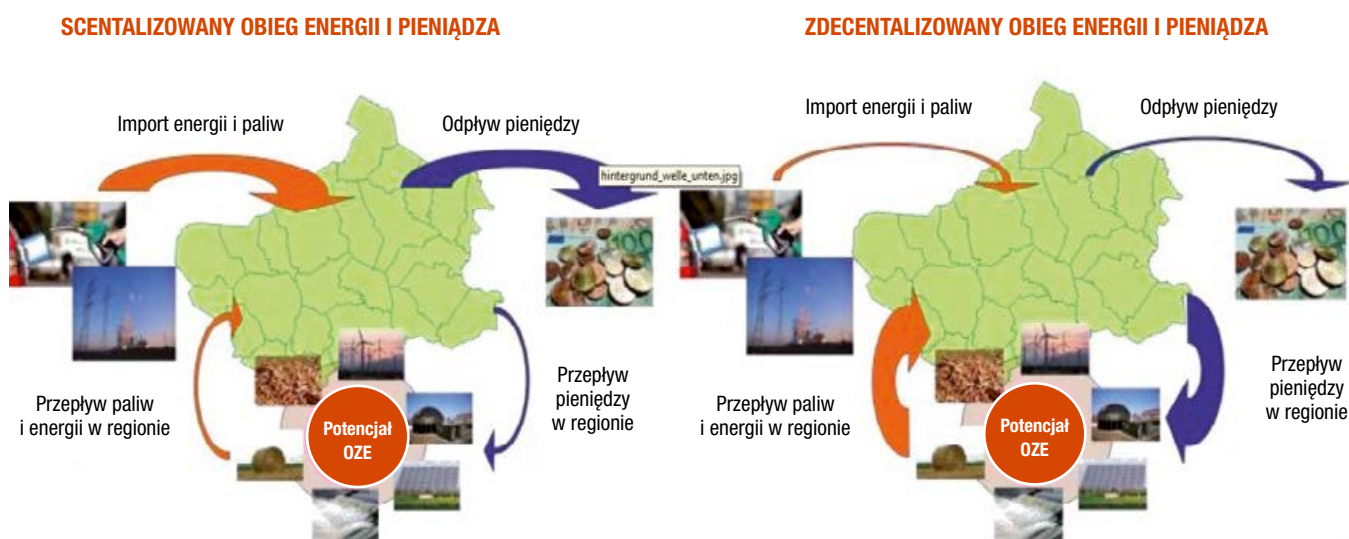 SCENTALIZOWANY OBIEG ENERGII I PIENIĄDZA
Import energii i paliw
Odpływ pieniędzy
hintergrund_welle_unten.jpg
100
Przepływ paliw
i energii w regionie
Potencjał
OZE
Przepływ
pieniędzy
w regionie
ZDECENTALIZOWANY OBIEG ENERGII I PIENIĄDZA
Import energii i paliw
Odpływ pieniędzy
100
Przepływ paliw
i energii w regionie
Potencjał
OZE
Przepływ
pieniędzy
w regionie